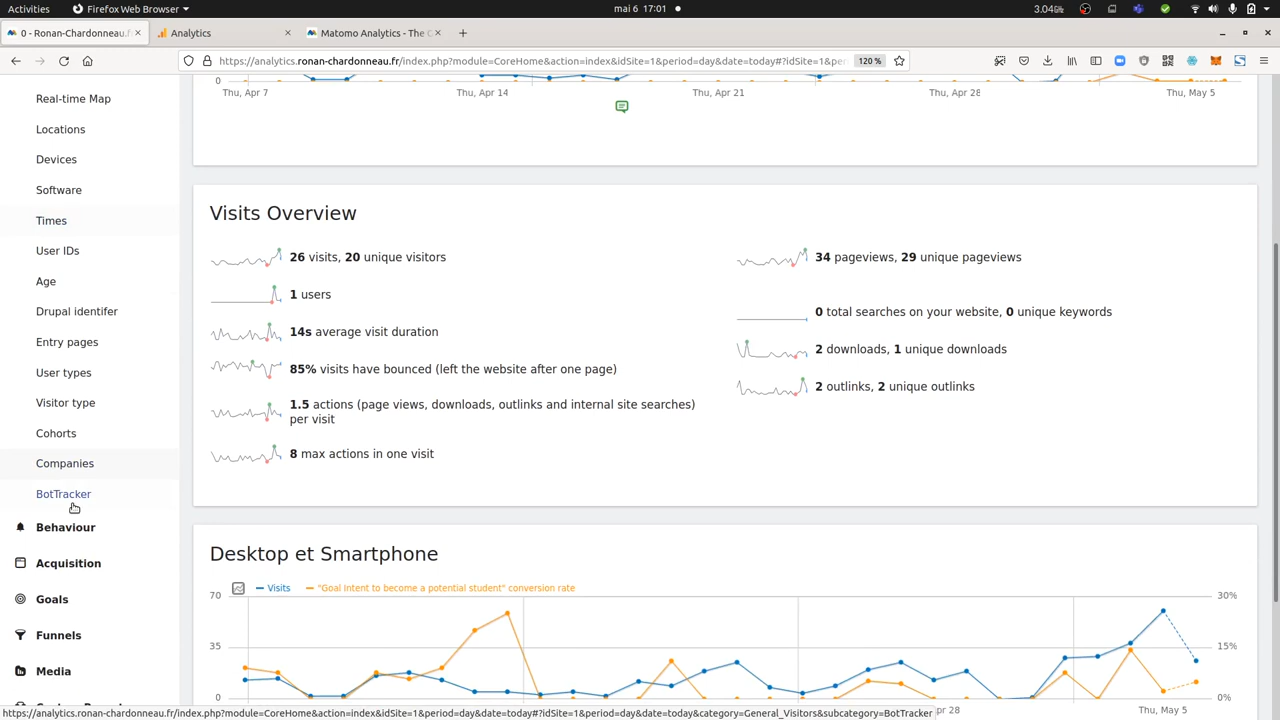 Activities
Firefox Web Browser
mai 6 17:01
3.04%
0 - Ronan-Chardonneau.f
Analytics
Matomo Analytics - The C
https://analytics.ronan-chardonneau.fr/index.php?module=CoreHome&action=index&idSite=1&period=day&date=today#?idSite=1&per
120 %
Real-time Map
Locations
Devices
Software
Times
User IDs
Age
Drupal identifer
Entry pages
User types
Visitor type
Cohorts
Companies
BotTracker
Behaviour
Acquisition
Goals
Funnels
Media
0
Thu, Apr 7
Thu, Apr 14
Thu, Apr 21
Thu, Apr 28
Thu, May 5
Visits Overview
26 visits, 20 unique visitors
1 users
14s average visit duration
85% visits have bounced (left the website after one page)
1.5 actions (page views, downloads, outlinks and internal site searches)
per visit
8 max actions in one visit
34 pageviews, 29 unique pageviews
0 total searches on your website, 0 unique keywords
2 downloads, 1 unique downloads
2 outlinks, 2 unique outlinks
Desktop et Smartphone
Visits
"Goal Intent to become a potential student" conversion rate
70
30%
35
15%
0
0%
28
Thu, May 5
https://analytics.ronan-chardonneau.fr/index.php?module=CoreHome&action=index&idSite=1&period=day&date=today#?idSite=1&period=day&date=today&category=General_Visitors&subcategory=BotTracker